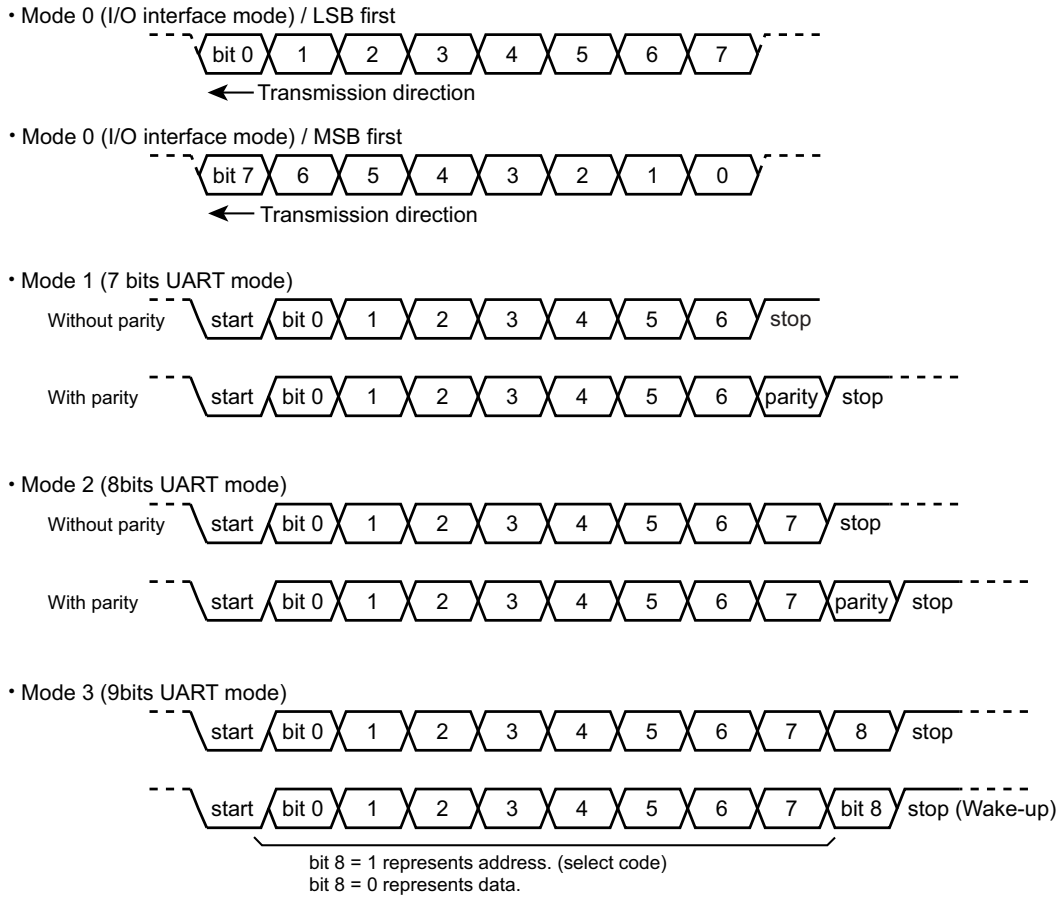 ・Mode 0 (I/O interface mode) / LSB first
bit 0 1 2 3 4 5 6 7
Transmission direction
・Mode 0 (I/O interface mode) / MSB first
bit 7 6 5 4 3 2 1 0
Transmission direction
・Mode 1 (7 bits UART mode)
Without parity start bit 0 1 2 3 4 5 6 stop
With parity start bit 0 1 2 3 4 5 6 parity stop
・Mode 2 (8bits UART mode)
Without parity start bit 0 1 2 3 4 5 6 7 stop
With parity start bit 0 1 2 3 4 5 6 7 parity stop
・Mode 3 (9bits UART mode)
start bit 0 1 2 3 4 5 6 7 8 stop
start bit 0 1 2 3 4 5 6 7 bit 8 stop (Wake-up)
bit 8 = 1 represents address. (select code)
bit 8 = 0 represents data.